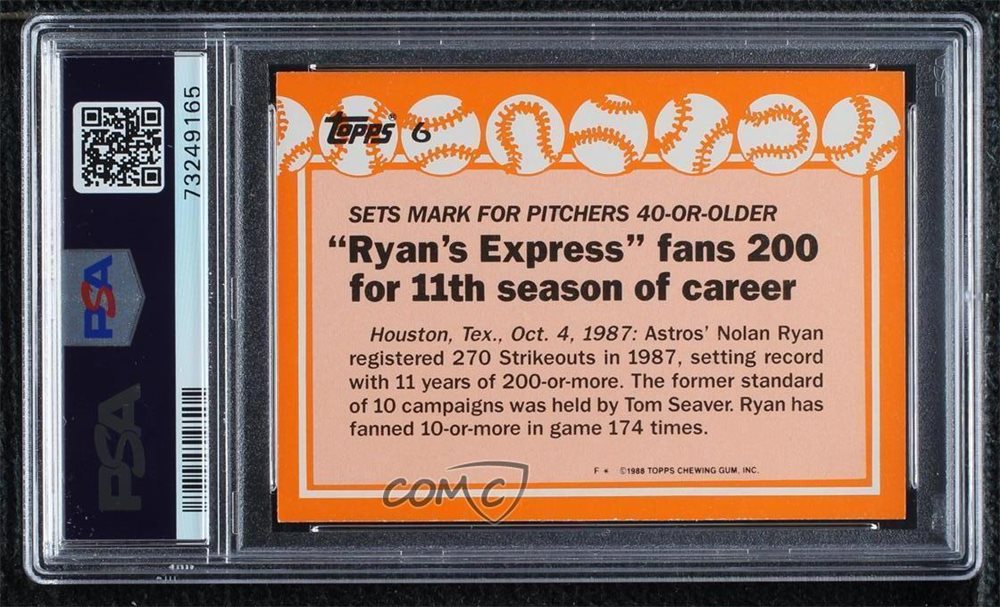 73249165
PSA
PSA
Topps® 6
SETS MARK FOR PITCHERS 40-OR-OLDER
“Ryan’s Express” fans 200
for 11th season of career
Houston, Tex., Oct. 4, 1987: Astros’ Nolan Ryan
registered 270 Strikeouts in 1987, setting record
with 11 years of 200-or-more. The former standard
of 10 campaigns was held by Tom Seaver. Ryan has
fanned 10-or-more in game 174 times.
F * ©1988 TOPPS CHEWING GUM, INC.
COMC